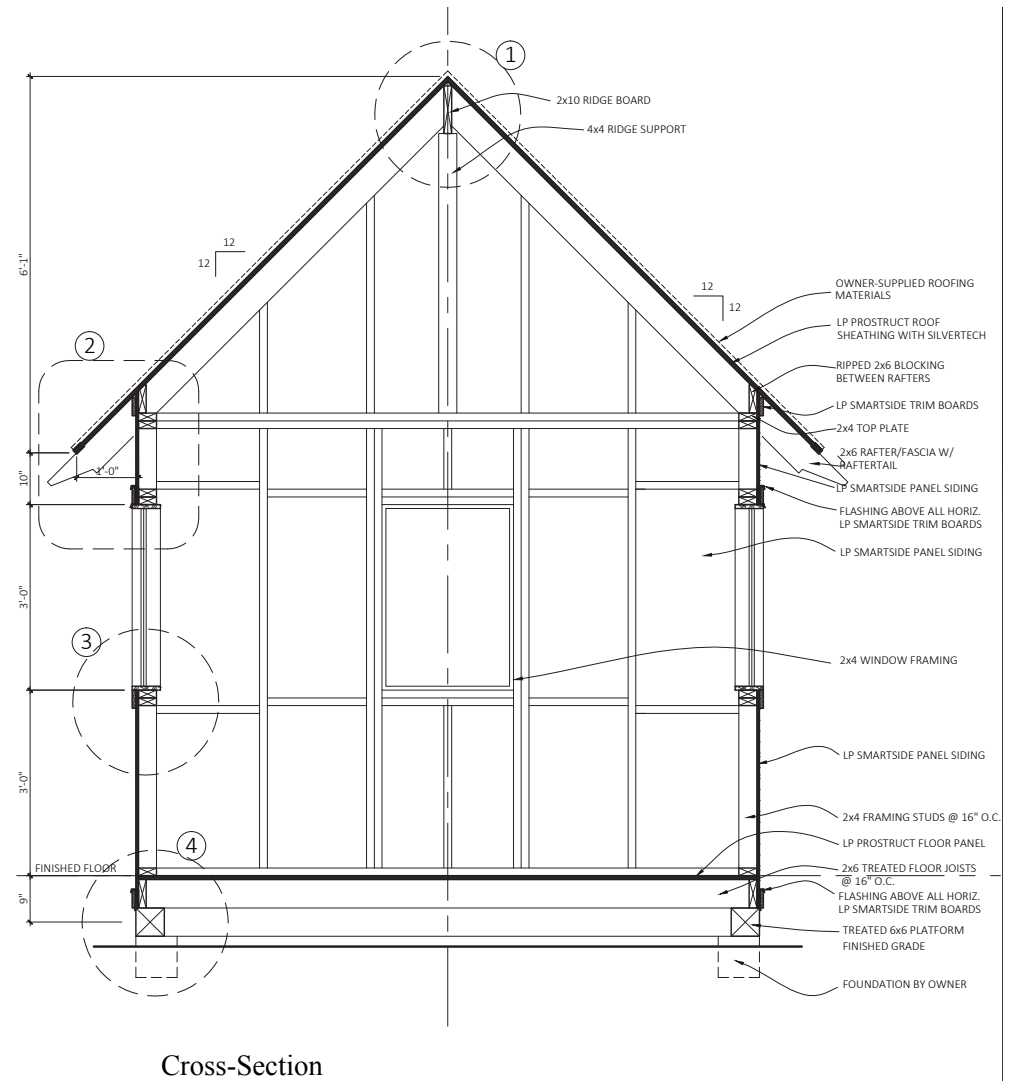 1
2x10 RIDGE BOARD
4x4 RIDGE SUPPORT
6'-1"
12
12
12
12
OWNER-SUPPLIED ROOFING
MATERIALS
LP PROSTRUCT ROOF
SHEATHING WITH SILVERTECH
2
RIPPED 2x6 BLOCKING
BETWEEN RAFTERS
LP SMARTSIDE TRIM BOARDS
2x4 TOP PLATE
2x6 RAFTER/FASCIA W/
RAFTERTAIL
1'-0"
10"
LP SMARTSIDE PANEL SIDING
FLASHING ABOVE ALL HORIZ.
LP SMARTSIDE TRIM BOARDS
LP SMARTSIDE PANEL SIDING
3'-0"
3
2x4 WINDOW FRAMING
LP SMARTSIDE PANEL SIDING
3'-0"
2x4 FRAMING STUDS @ 16" O.C.
4
LP PROSTRUCT FLOOR PANEL
FINISHED FLOOR
2x6 TREATED FLOOR JOISTS
@ 16" O.C.
9"
FLASHING ABOVE ALL HORIZ.
LP SMARTSIDE TRIM BOARDS
TREATED 6x6 PLATFORM
FINISHED GRADE
FOUNDATION BY OWNER
Cross-Section